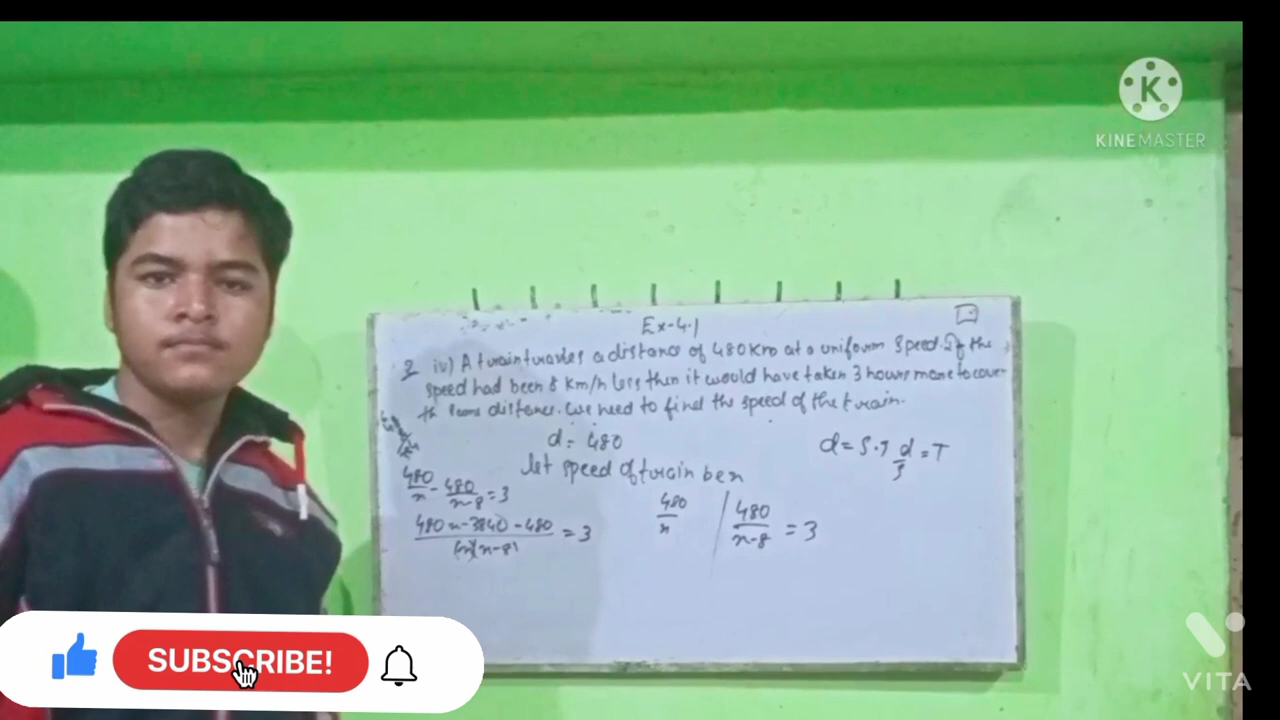 KINEMASTER
Ex-4.1
2 iv) A train travles a distance of 480 Km at a uniform speed. If the
speed had been 8 Km/h less then it would have taken 3 hours more to cover
th same distance. We need to find the speed of the train.
d = 480
d = S.T d/S = T
let speed of train be x
480/x - 480/x-8 = 3
480/x / 480/x-8 = 3
480x-3840-480/(x)(x-8) = 3
SUBSCRIBE!
VITA